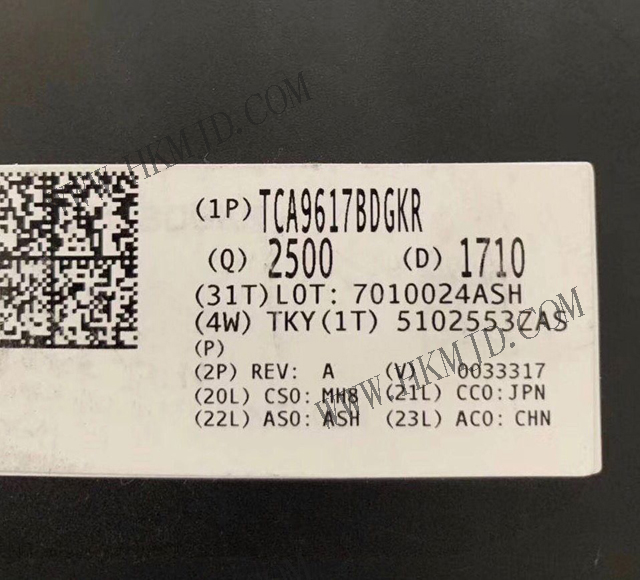 WWW.HKMJD.COM
(1P) TCA9617BDGKR
(Q) 2500 (D) 1710
(31T)LOT: 7010024ASH
(4W) TKY(1T) 5102553ZAS
(P)
(2P) REV: A (V) 0033317
(20L) CSO: MH8 (21L) CCO: JPN
(22L) ASO: ASH (23L) ACO: CHN
WWW.HKMJD.COM